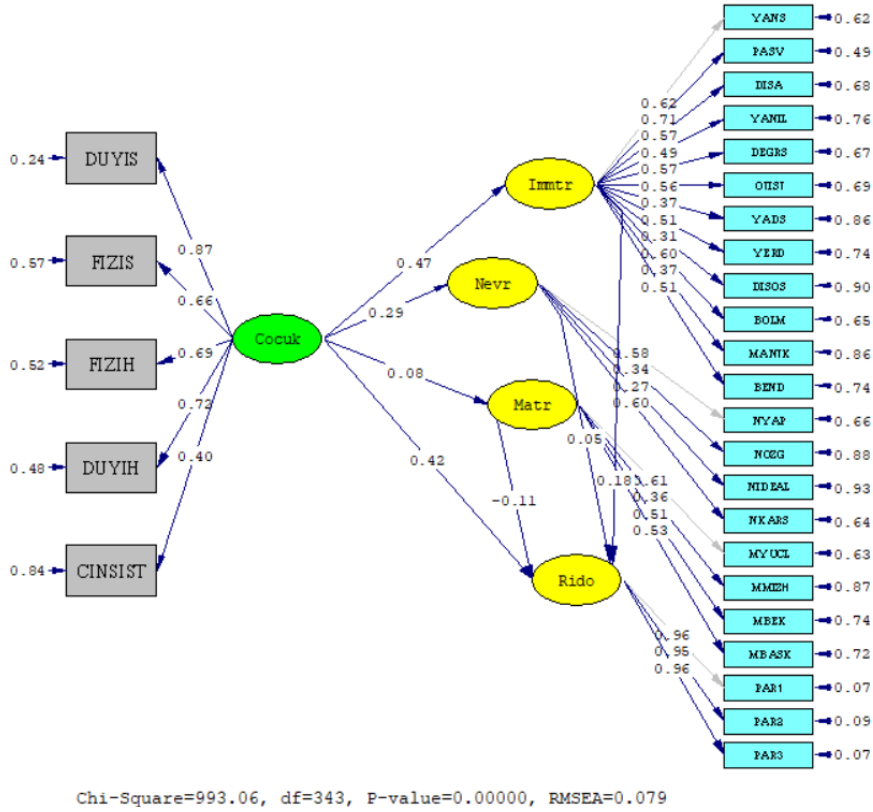 0.24 DUYIS
0.57 FIZIS
0.52 FIZIH
0.48 DUYIH
0.84 CINSIST
0.87
0.66
0.69
0.72
0.40
Cocuk
0.47
0.29
0.08
0.42
Immtr
Nevr
Matr
Rido
-0.11
0.05
0.18
0.62
0.71
0.57
0.49
0.57
0.56
0.37
0.51
0.31
0.60
0.37
0.51
0.58
0.34
0.27
0.60
0.61
0.36
0.51
0.53
0.96
0.95
0.96
YANS 0.62
PASV 0.49
DISA 0.68
YANIL 0.76
DEGRS 0.67
0.69
YADS 0.86
YERD 0.74
DISOS 0.90
BOLM 0.65
MANTK 0.86
BEND 0.74
NYAP 0.66
NOZG 0.88
NIDEAL 0.93
NKARS 0.64
MYUCL 0.63
MMIZH 0.87
MBEK 0.74
MBASK 0.72
PAR1 0.07
PAR2 0.09
PAR3 0.07
Chi-Square=993.06, df=343, P-value=0.00000, RMSEA=0.079